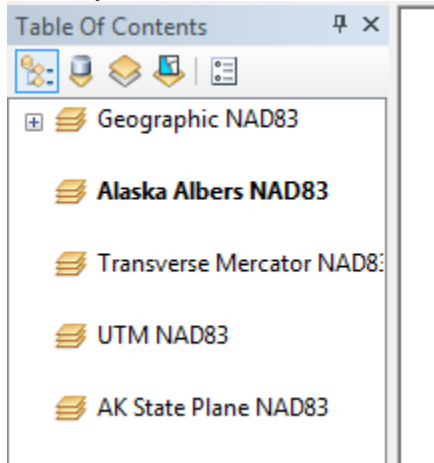 Table Of Contents
Geographic NAD83
Alaska Albers NAD83
Transverse Mercator NAD8
UTM NAD83
AK State Plane NAD83